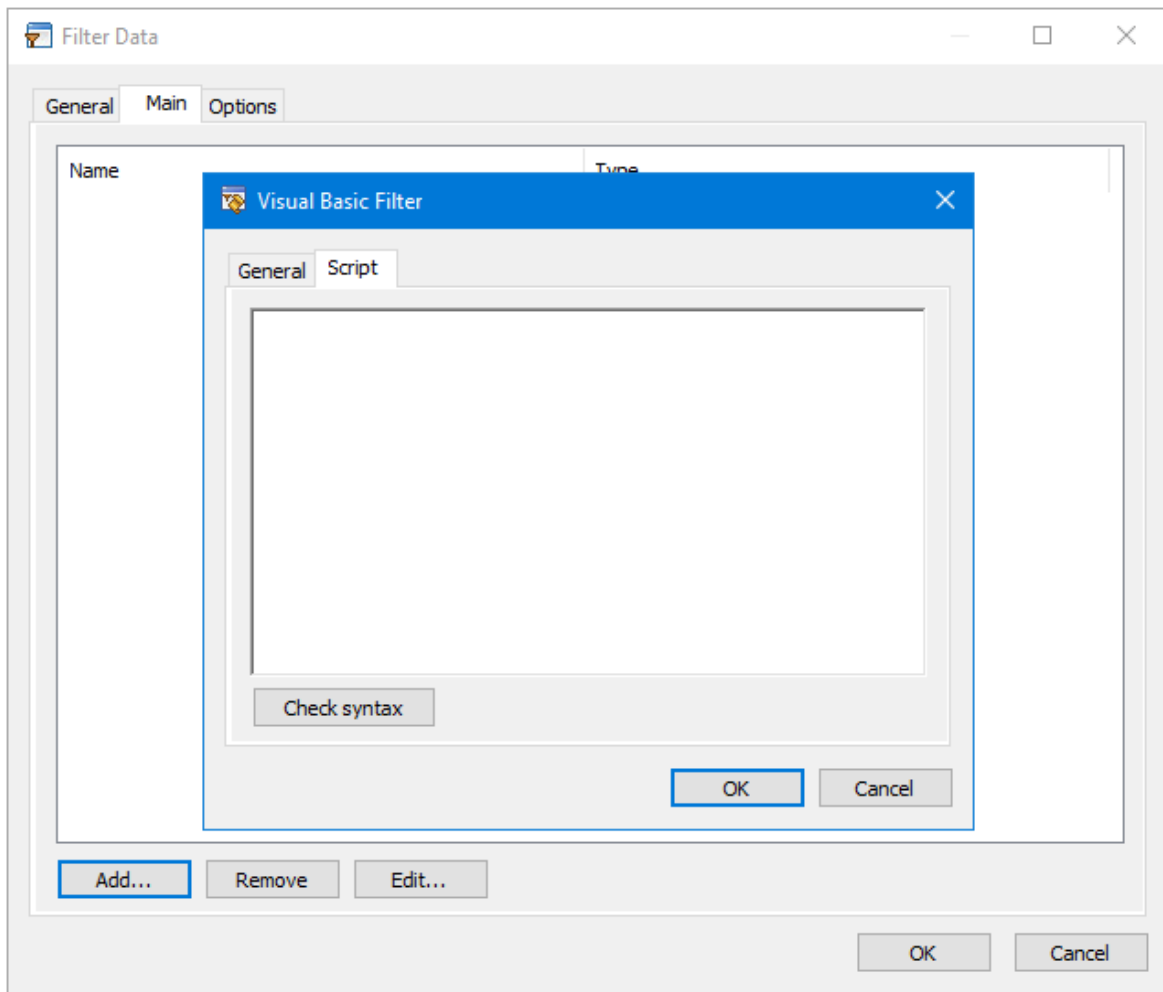 Filter Data
General Main Options
Name Type
Visual Basic Filter
General Script
Check syntax
OK Cancel
Add... Remove Edit...
OK Cancel